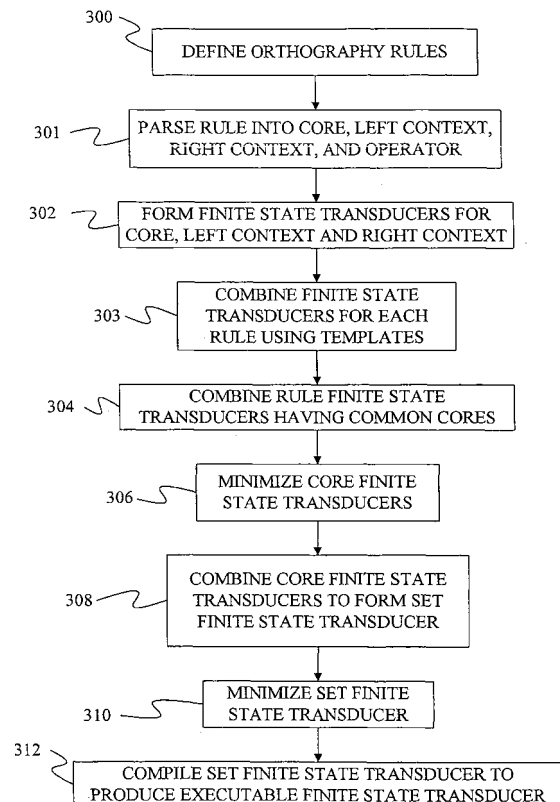 300
DEFINE ORTHOGRAPHY RULES
301
PARSE RULE INTO CORE, LEFT CONTEXT,
RIGHT CONTEXT, AND OPERATOR
302
FORM FINITE STATE TRANSDUCERS FOR
CORE, LEFT CONTEXT AND RIGHT CONTEXT
303
COMBINE FINITE STATE
TRANSDUCERS FOR EACH
RULE USING TEMPLATES
304
COMBINE RULE FINITE STATE
TRANSDUCERS HAVING COMMON CORES
306
MINIMIZE CORE FINITE
STATE TRANSDUCERS
308
COMBINE CORE FINITE STATE
TRANSDUCERS TO FORM SET
FINITE STATE TRANSDUCER
310
MINIMIZE SET FINITE
STATE TRANSDUCER
312
COMPILE SET FINITE STATE TRANSDUCER TO
PRODUCE EXECUTABLE FINITE STATE TRANSDUCER